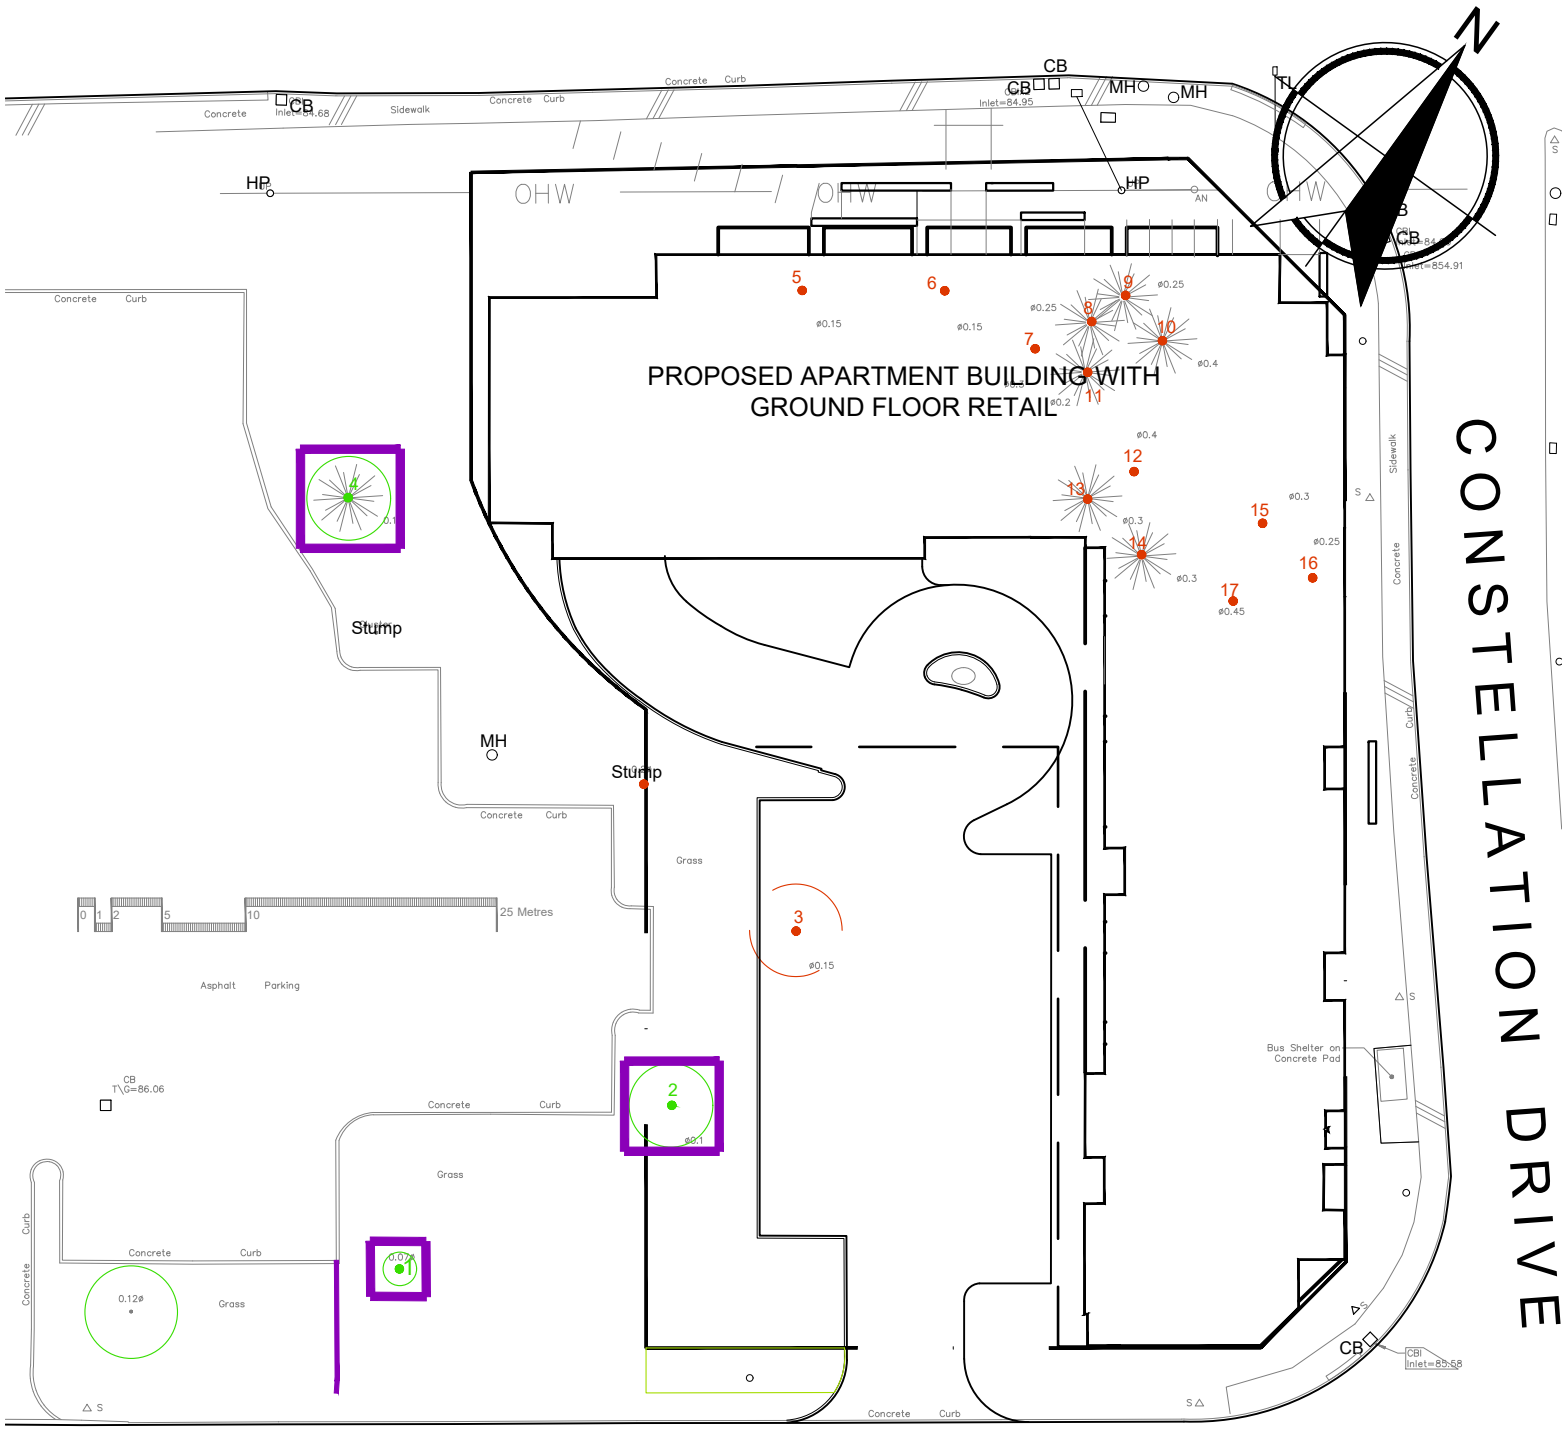 N
Concrete Curb
CB
CB
MH
MH
TL
CB
Inlet=84.68
Concrete
Sidewalk
Concrete Curb
Inlet=84.95
HP
OHW
OHW
HP
AN
OHW
S
CB
Inlet=854.91
Concrete Curb
5
ø0.15
6
ø0.15
9
ø0.25
8
ø0.25
10
ø0.4
7
PROPOSED APARTMENT BUILDING WITH
GROUND FLOOR RETAIL
11
ø0.2
ø0.4
12
13
ø0.3
14
ø0.3
15
ø0.3
16
ø0.25
17
ø0.45
Sidewalk
S
Concrete
CONSTELLATION DRIVE
4
Stump
MH
Stump
Concrete Curb
Grass
Curb
Concrete
0 1 2 5 10 25 Metres
3
ø0.15
Asphalt Parking
S
Bus Shelter on
Concrete Pad
CB
T\G=86.06
Concrete Curb
2
ø0.1
Grass
Curb
Concrete
Concrete Curb
0.07ø
1
0.12ø
Grass
S
CB
CBI
Inlet=85.58
S
S
Concrete Curb